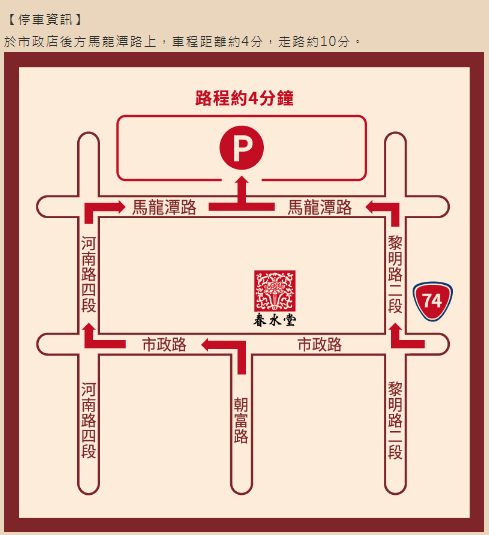 【停車資訊】
於市政店後方馬龍潭路上，車程距離約4分，走路約10分。
路程約4分鐘
P
馬龍潭路
馬龍潭路
河南路四段
黎明路二段
74
春水堂
市政路
市政路
河南路四段
朝富路
黎明路二段